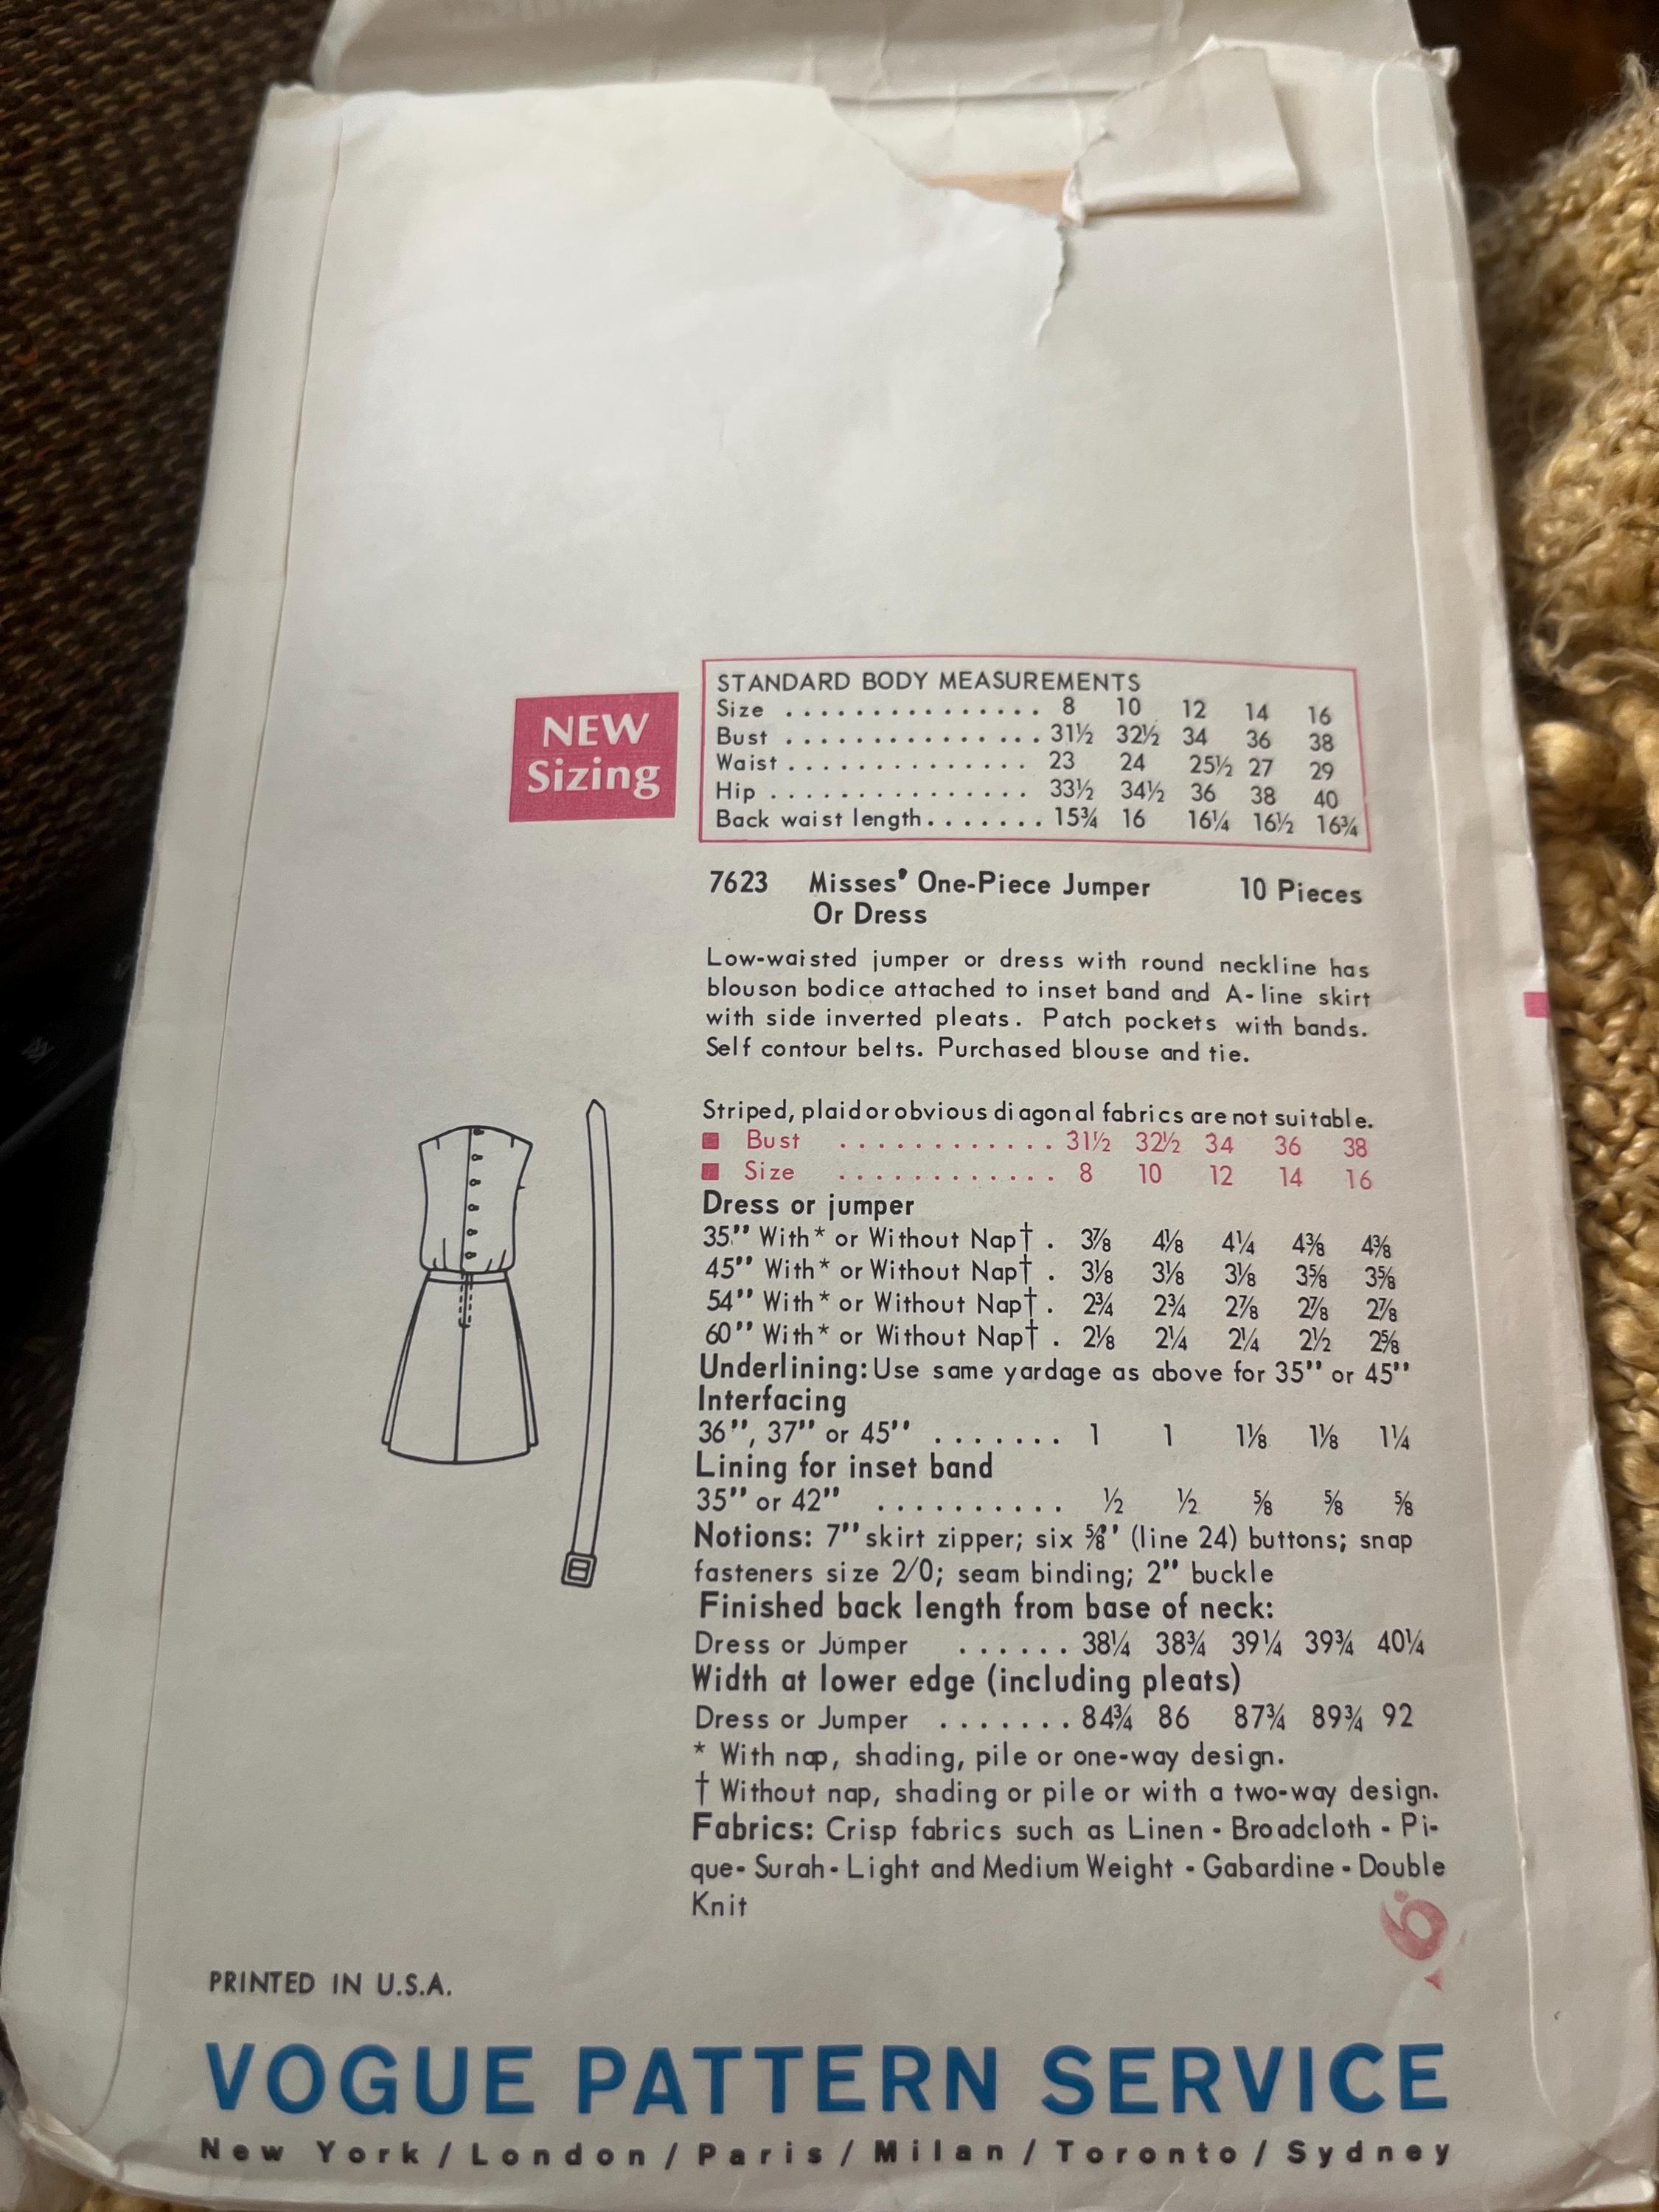 NEW
Sizing
STANDARD BODY MEASUREMENTS
Size . . . . . . . . . . . . . . . . 8 10 12 14 16
Bust . . . . . . . . . . . . . . . . 31½ 32½ 34 36 38
Waist . . . . . . . . . . . . . . 23 24 25½ 27 29
Hip . . . . . . . . . . . . . . . . 33½ 34½ 36 38 40
Back waist length. . . . . . . 15¾ 16 16¼ 16½ 16¾
7623 Misses' One-Piece Jumper 10 Pieces
Or Dress
Low-waisted jumper or dress with round neckline has
blouson bodice attached to inset band and A-line skirt
with side inverted pleats. Patch pockets with bands.
Self contour belts. Purchased blouse and tie.
Striped, plaid or obvious diagonal fabrics are not suitable.
■ Bust . . . . . . . . . . . . . 31½ 32½ 34 36 38
■ Size . . . . . . . . . . . . . 8 10 12 14 16
Dress or jumper
35'' With* or Without Nap† . 3⅞ 4⅛ 4¼ 4⅜ 4⅜
45'' With* or Without Nap† . 3⅛ 3⅛ 3⅛ 3⅝ 3⅝
54'' With* or Without Nap† . 2¾ 2¾ 2⅞ 2⅞ 2⅞
60'' With* or Without Nap† . 2⅛ 2¼ 2¼ 2½ 2⅝
Underlining: Use same yardage as above for 35'' or 45''
Interfacing
36'', 37'' or 45'' . . . . . . . 1 1 1⅛ 1⅛ 1¼
Lining for inset band
35'' or 42'' . . . . . . . . . . ½ ½ ⅝ ⅝ ⅝
Notions: 7'' skirt zipper; six ⅝'' (line 24) buttons; snap
fasteners size 2/0; seam binding; 2'' buckle
Finished back length from base of neck:
Dress or Jumper . . . . . . 38¼ 38¾ 39¼ 39¾ 40¼
Width at lower edge (including pleats)
Dress or Jumper . . . . . . . 84¾ 86 87¾ 89¾ 92
* With nap, shading, pile or one-way design.
† Without nap, shading or pile or with a two-way design.
Fabrics: Crisp fabrics such as Linen - Broadcloth - Pi-
que- Surah - Light and Medium Weight - Gabardine - Double
Knit
PRINTED IN U.S.A.
VOGUE PATTERN SERVICE
New York / London / Paris / Milan / Toronto / Sydney